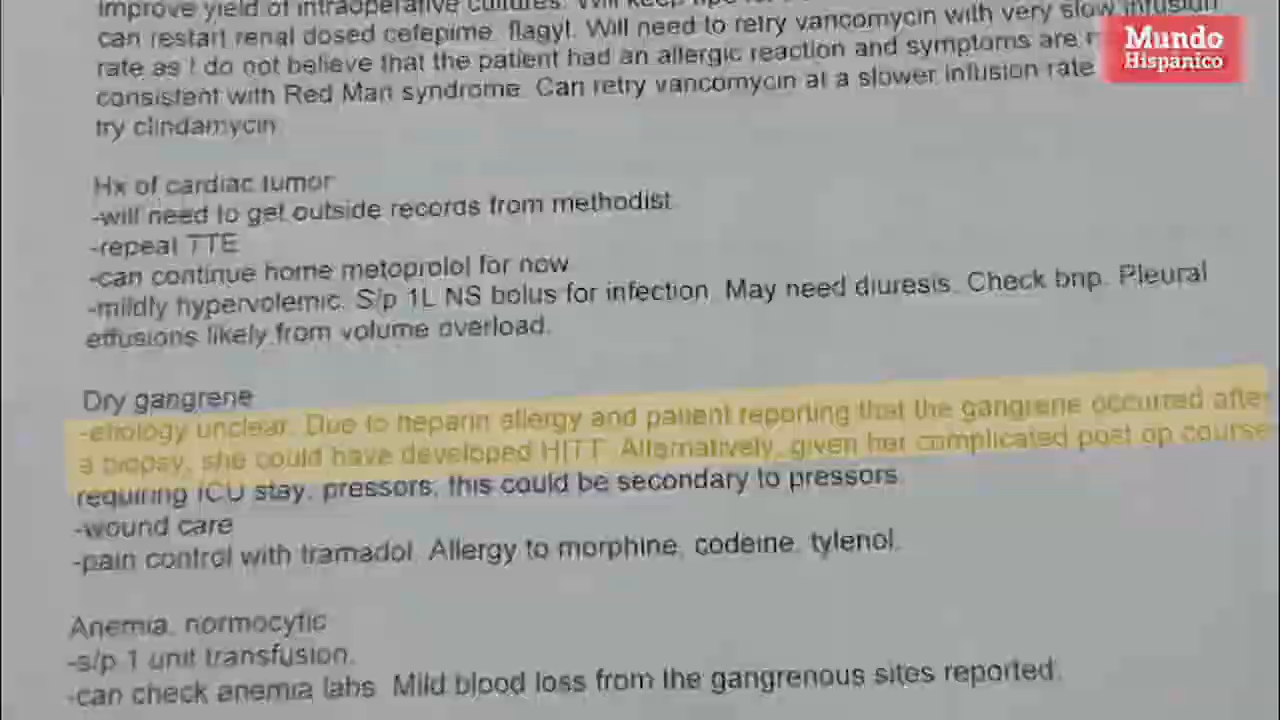 improve yield of intraoperative cultures. Will keep
can restart renal dosed cefepime, flagyl. Will need to retry vancomycin with very slow infusion
rate as I do not believe that the patient had an allergic reaction and symptoms are
consistent with Red Man syndrome. Can retry vancomycin at a slower infusion rate
try clindamycin
Mundo
Hispánico
Hx of cardiac tumor
-will need to get outside records from methodist
-repeat TTE
-can continue home metoprolol for now
-mildly hypervolemic. S/p 1L NS bolus for infection. May need diuresis. Check bnp. Pleural
effusions likely from volume overload.
Dry gangrene
-etiology unclear. Due to heparin allergy and patient reporting that the gangrene occurred after
a biopsy, she could have developed HITT. Alternatively, given her complicated post op course
requiring ICU stay, pressors, this could be secondary to pressors
-wound care
-pain control with tramadol. Allergy to morphine, codeine, tylenol.
Anemia, normocytic
-s/p 1 unit transfusion.
-can check anemia labs. Mild blood loss from the gangrenous sites reported.